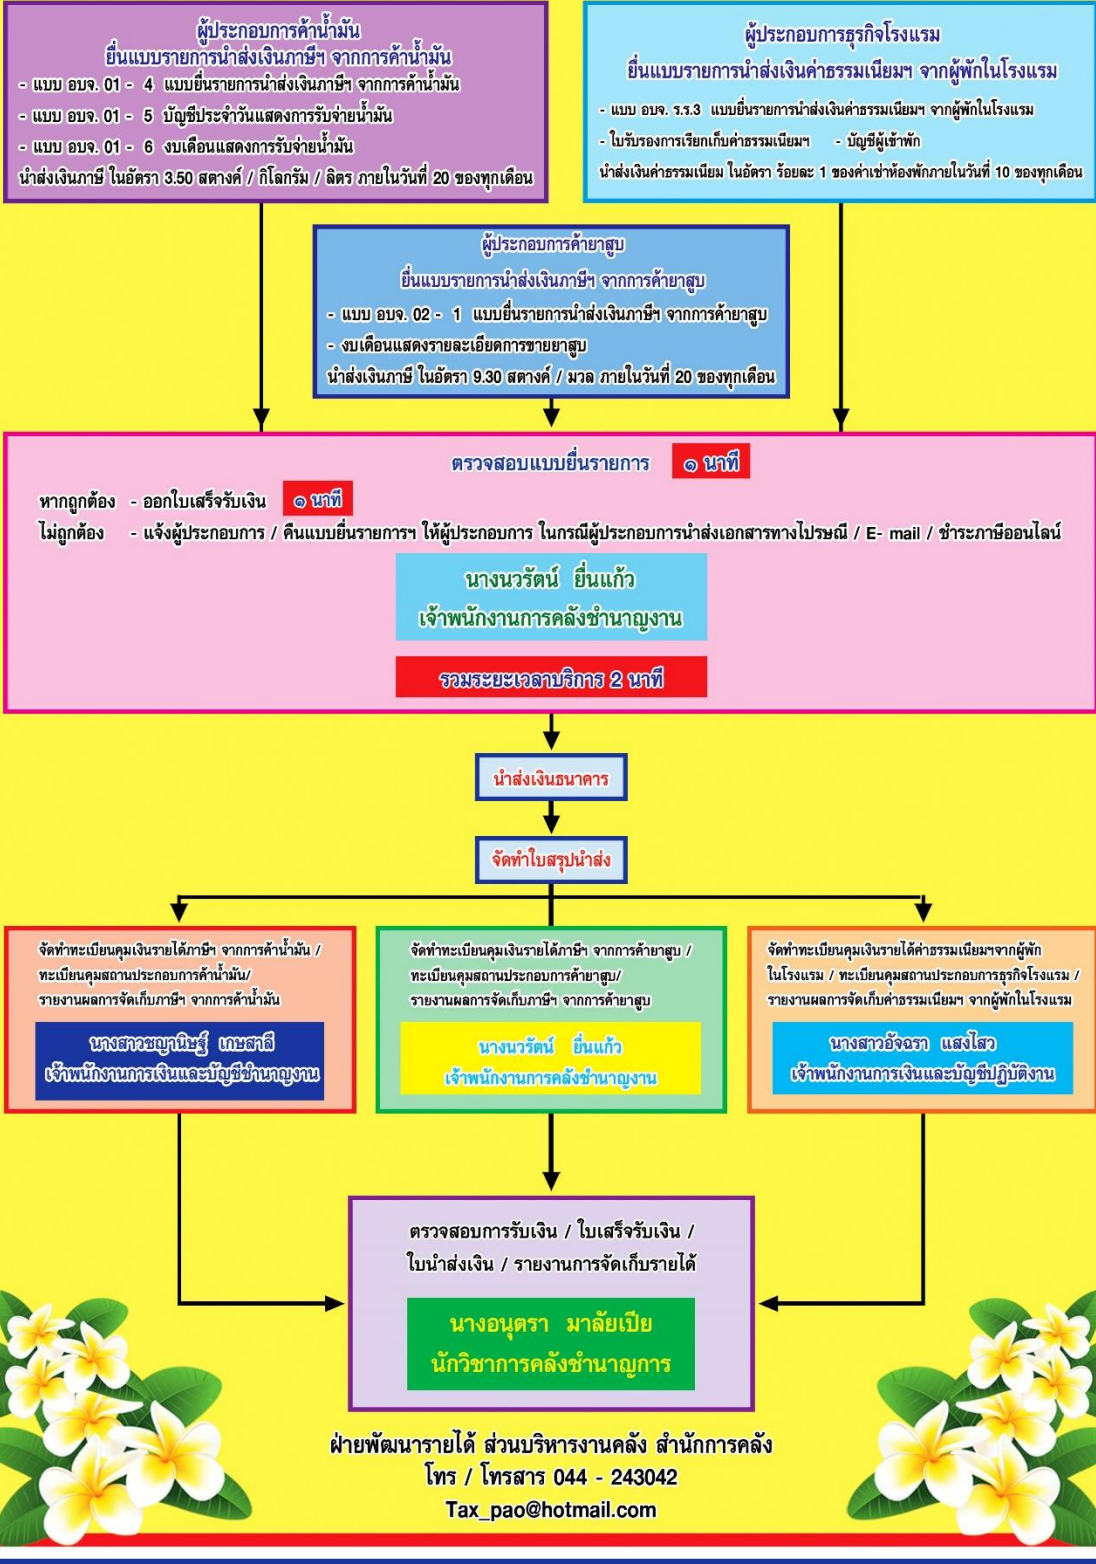 ผู้ประกอบการค้าน้ำมัน
ยื่นแบบรายการนำส่งเงินภาษีฯ จากการค้าน้ำมัน
- แบบ อบจ. 01 - 4 แบบยื่นรายการนำส่งเงินภาษีฯ จากการค้าน้ำมัน
- แบบ อบจ. 01 - 5 บัญชีประจำวันแสดงการรับจ่ายน้ำมัน
- แบบ อบจ. 01 - 6 งบเดือนแสดงการรับจ่ายน้ำมัน
นำส่งเงินภาษี ในอัตรา 3.50 สตางค์ / กิโลกรัม / ลิตร ภายในวันที่ 20 ของทุกเดือน
ผู้ประกอบการธุรกิจโรงแรม
ยื่นแบบรายการนำส่งเงินค่าธรรมเนียมฯ จากผู้พักในโรงแรม
- แบบ อบจ. ร.ร.3 แบบยื่นรายการนำส่งเงินค่าธรรมเนียมฯ จากผู้พักในโรงแรม
- ใบรับรองการเรียกเก็บค่าธรรมเนียมฯ - บัญชีผู้เข้าพัก
นำส่งเงินค่าธรรมเนียม ในอัตรา ร้อยละ 1 ของค่าเช่าห้องพักภายในวันที่ 10 ของทุกเดือน
ผู้ประกอบการค้ายาสูบ
ยื่นแบบรายการนำส่งเงินภาษีฯ จากการค้ายาสูบ
- แบบ อบจ. 02 - 1 แบบยื่นรายการนำส่งเงินภาษีฯ จากการค้ายาสูบ
- งบเดือนแสดงรายละเอียดการขายยาสูบ
นำส่งเงินภาษี ในอัตรา 9.30 สตางค์ / มวล ภายในวันที่ 20 ของทุกเดือน
ตรวจสอบแบบยื่นรายการ ๑ นาที
หากถูกต้อง - ออกใบเสร็จรับเงิน ๑ นาที
ไม่ถูกต้อง - แจ้งผู้ประกอบการ / คืนแบบยื่นรายการฯ ให้ผู้ประกอบการ ในกรณีผู้ประกอบการนำส่งเอกสารทางไปรษณี / E- mail / ชำระภาษีออนไลน์
นางนวรัตน์ ยื่นแก้ว
เจ้าพนักงานการคลังชำนาญงาน
รวมระยะเวลาบริการ 2 นาที
นำส่งเงินธนาคาร
จัดทำใบสรุปนำส่ง
จัดทำทะเบียนคุมเงินรายได้ภาษีฯ จากการค้าน้ำมัน /
ทะเบียนคุมสถานประกอบการค้าน้ำมัน/
รายงานผลการจัดเก็บภาษีฯ จากการค้าน้ำมัน
นางสาวชญานิษฐ์ เกษสาลี
เจ้าพนักงานการเงินและบัญชีชำนาญงาน
จัดทำทะเบียนคุมเงินรายได้ภาษีฯ จากการค้ายาสูบ /
ทะเบียนคุมสถานประกอบการค้ายาสูบ/
รายงานผลการจัดเก็บภาษีฯ จากการค้ายาสูบ
นางนวรัตน์ ยื่นแก้ว
เจ้าพนักงานการคลังชำนาญงาน
จัดทำทะเบียนคุมเงินรายได้ค่าธรรมเนียมฯจากผู้พัก
ในโรงแรม / ทะเบียนคุมสถานประกอบการธุรกิจโรงแรม /
รายงานผลการจัดเก็บค่าธรรมเนียมฯ จากผู้พักในโรงแรม
นางสาวอัจฉรา แสงไสว
เจ้าพนักงานการเงินและบัญชีปฏิบัติงาน
ตรวจสอบการรับเงิน / ใบเสร็จรับเงิน /
ใบนำส่งเงิน / รายงานการจัดเก็บรายได้
นางอนุตรา มาลัยเปีย
นักวิชาการคลังชำนาญการ
ฝ่ายพัฒนารายได้ ส่วนบริหารงานคลัง สำนักการคลัง
โทร / โทรสาร 044 - 243042
Tax_pao@hotmail.com